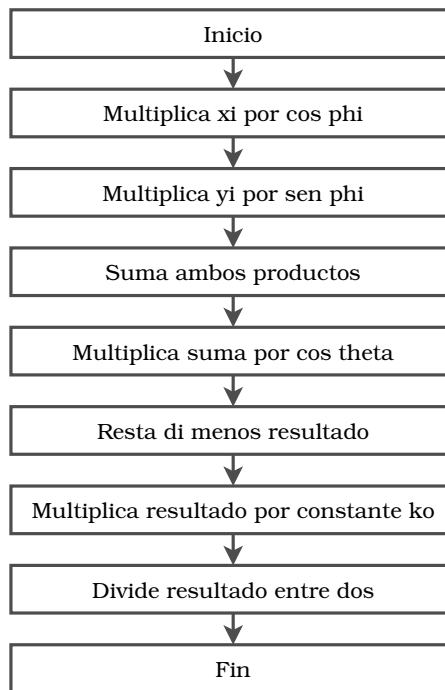 Inicio
Multiplica xi por cos phi
Multiplica yi por sen phi
Suma ambos productos
Multiplica suma por cos theta
Resta di menos resultado
Multiplica resultado por constante ko
Divide resultado entre dos
Fin